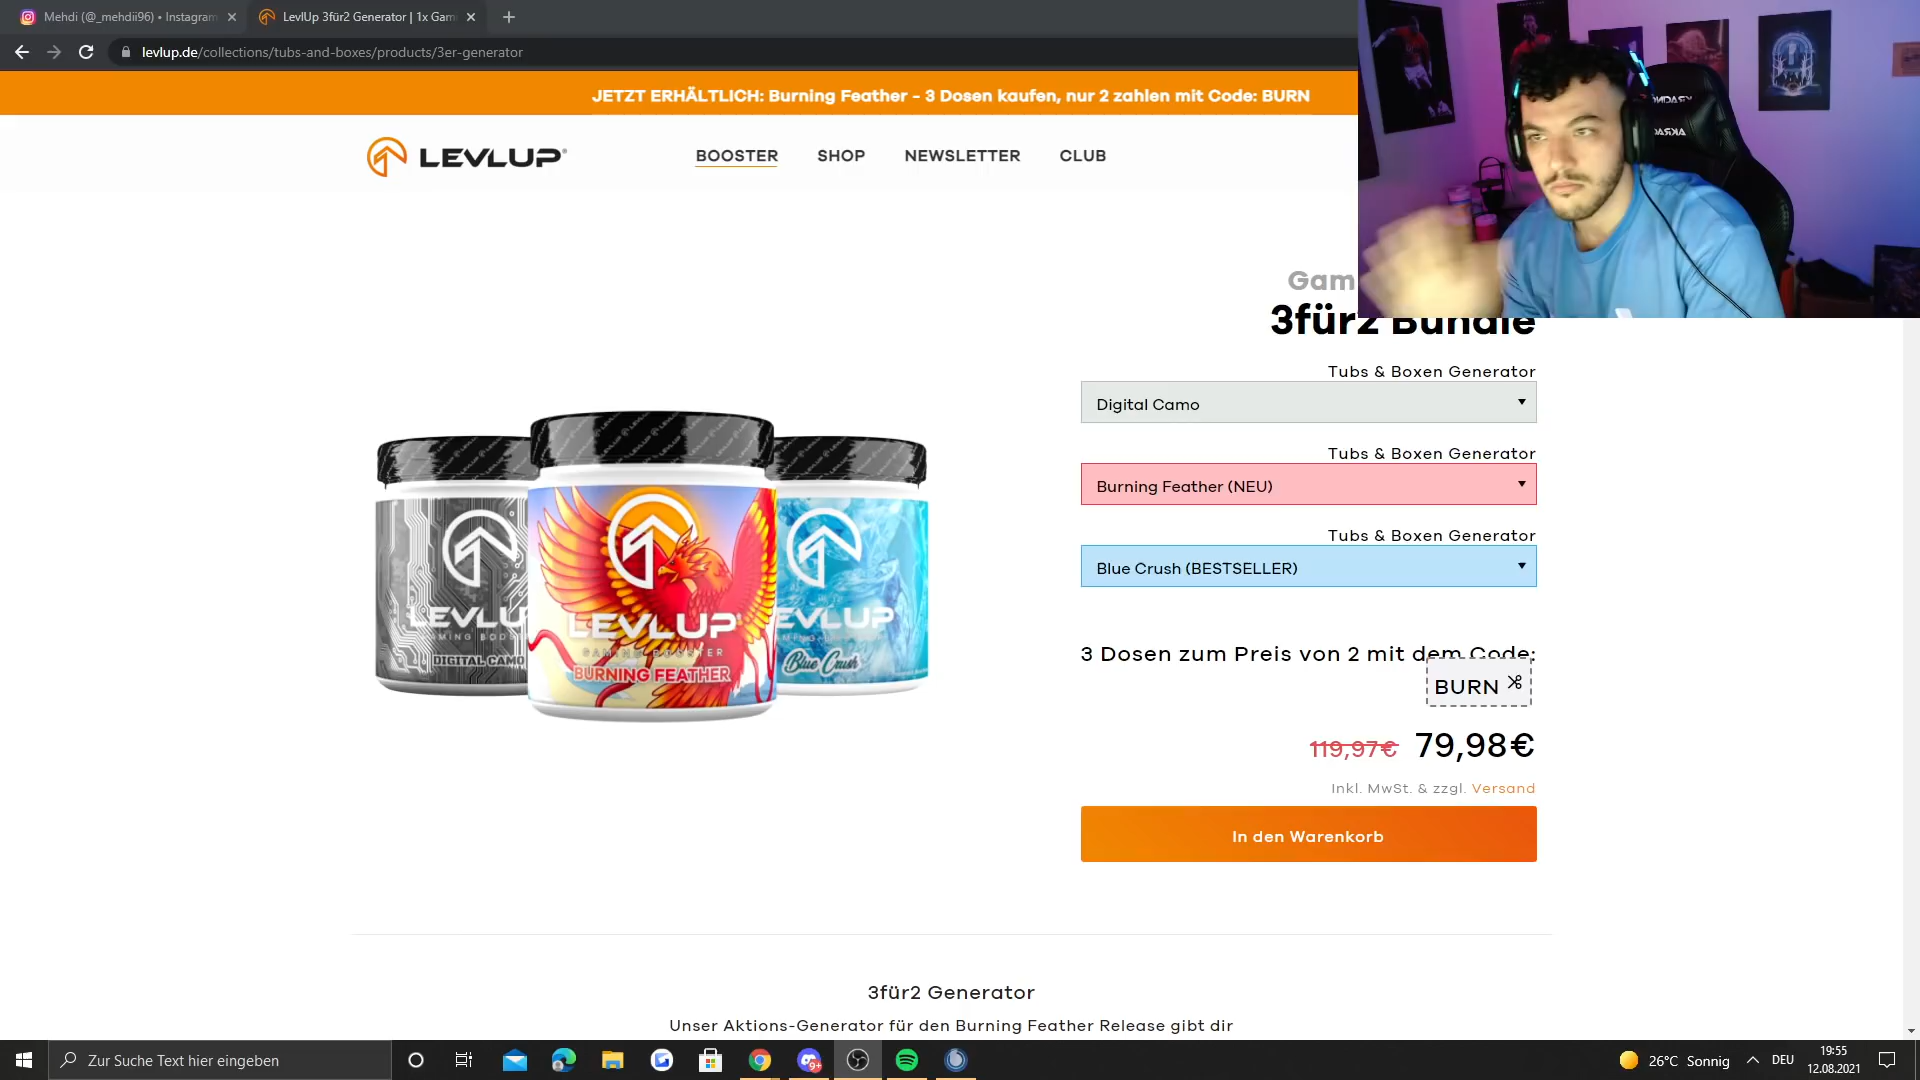 Mehdi (@_mehdii96) • Instagram
LevlUp 3für2 Generator | 1x Gam
levlup.de/collections/tubs-and-boxes/products/3er-generator
JETZT ERHÄLTLICH: Burning Feather - 3 Dosen kaufen, nur 2 zahlen mit Code: BURN
LEVLUP®
BOOSTER
SHOP
NEWSLETTER
CLUB
Gam
3für2 Bundle
Tubs & Boxen Generator
Digital Camo
Tubs & Boxen Generator
Burning Feather (NEU)
Tubs & Boxen Generator
Blue Crush (BESTSELLER)
LEVLU
DIGITAL CAMO
LEVLUP
GAMING BOOSTER
BURNING FEATHER
EVLUP
Blue Crush
3 Dosen zum Preis von 2 mit dem Code:
BURN
119,97€ 79,98€
Inkl. MwSt. & zzgl. Versand
In den Warenkorb
3für2 Generator
Unser Aktions-Generator für den Burning Feather Release gibt dir
Zur Suche Text hier eingeben
9+
26°C Sonnig
DEU
19:55
12.08.2021